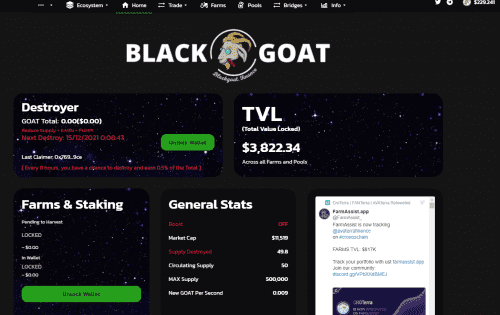 Ecosystem
Home
Trade
Farms
Pools
Bridges
Info
$229.241
BLACK GOAT
Blackgoat Finance
Destroyer
GOAT Total: 0.00($0.00)
Reduce Supply + EARN + PUMP!
Next Destroy: 15/12/2021 0:08:47
Unlock Wallet
Last Claimer: 0x769...9ce
( Every 8 hours, you have a chance to destroy and earn 0.5% of the Total )
TVL
(Total Value Locked)
$3,822.34
Across all Farms and Pools
Farms & Staking
Pending to Harvest
LOCKED
~ $0.00
In Wallet
LOCKED
~ $0.00
Unlock Wallet
General Stats
Boost OFF
Market Cap $11,519
Supply Destroyed 49.8
Circulating Supply 50
MAX Supply 500,000
New GOAT Per Second 0.009
FarmAssist.app
FarmAssist is now tracking
on
FARMS TVL: $617K
Track your portfolio with us!
Join our community